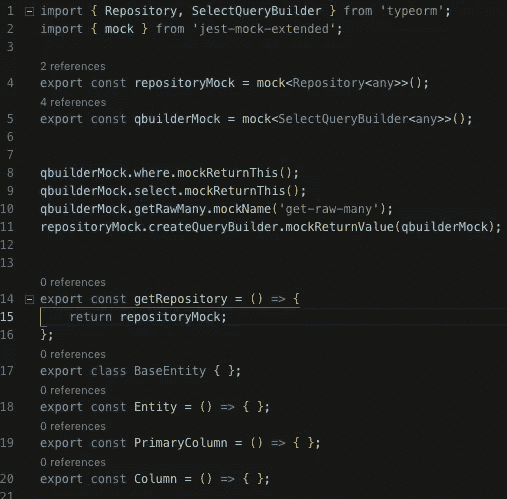 1 import { Repository, SelectQueryBuilder } from 'typeorm';
2 import { mock } from 'jest-mock-extended';
3
2 references
4 export const repositoryMock = mock<Repository<any>>();
4 references
5 export const qbuilderMock = mock<SelectQueryBuilder<any>>();
6
7
8 qbuilderMock.where.mockReturnThis();
9 qbuilderMock.select.mockReturnThis();
10 qbuilderMock.getRawMany.mockName('get-raw-many');
11 repositoryMock.createQueryBuilder.mockReturnValue(qbuilderMock);
12
13
0 references
14 export const getRepository = () => {
15 return repositoryMock;
16 };
0 references
17 export class BaseEntity { };
0 references
18 export const Entity = () => { };
0 references
19 export const PrimaryColumn = () => { };
0 references
20 export const Column = () => { };
21